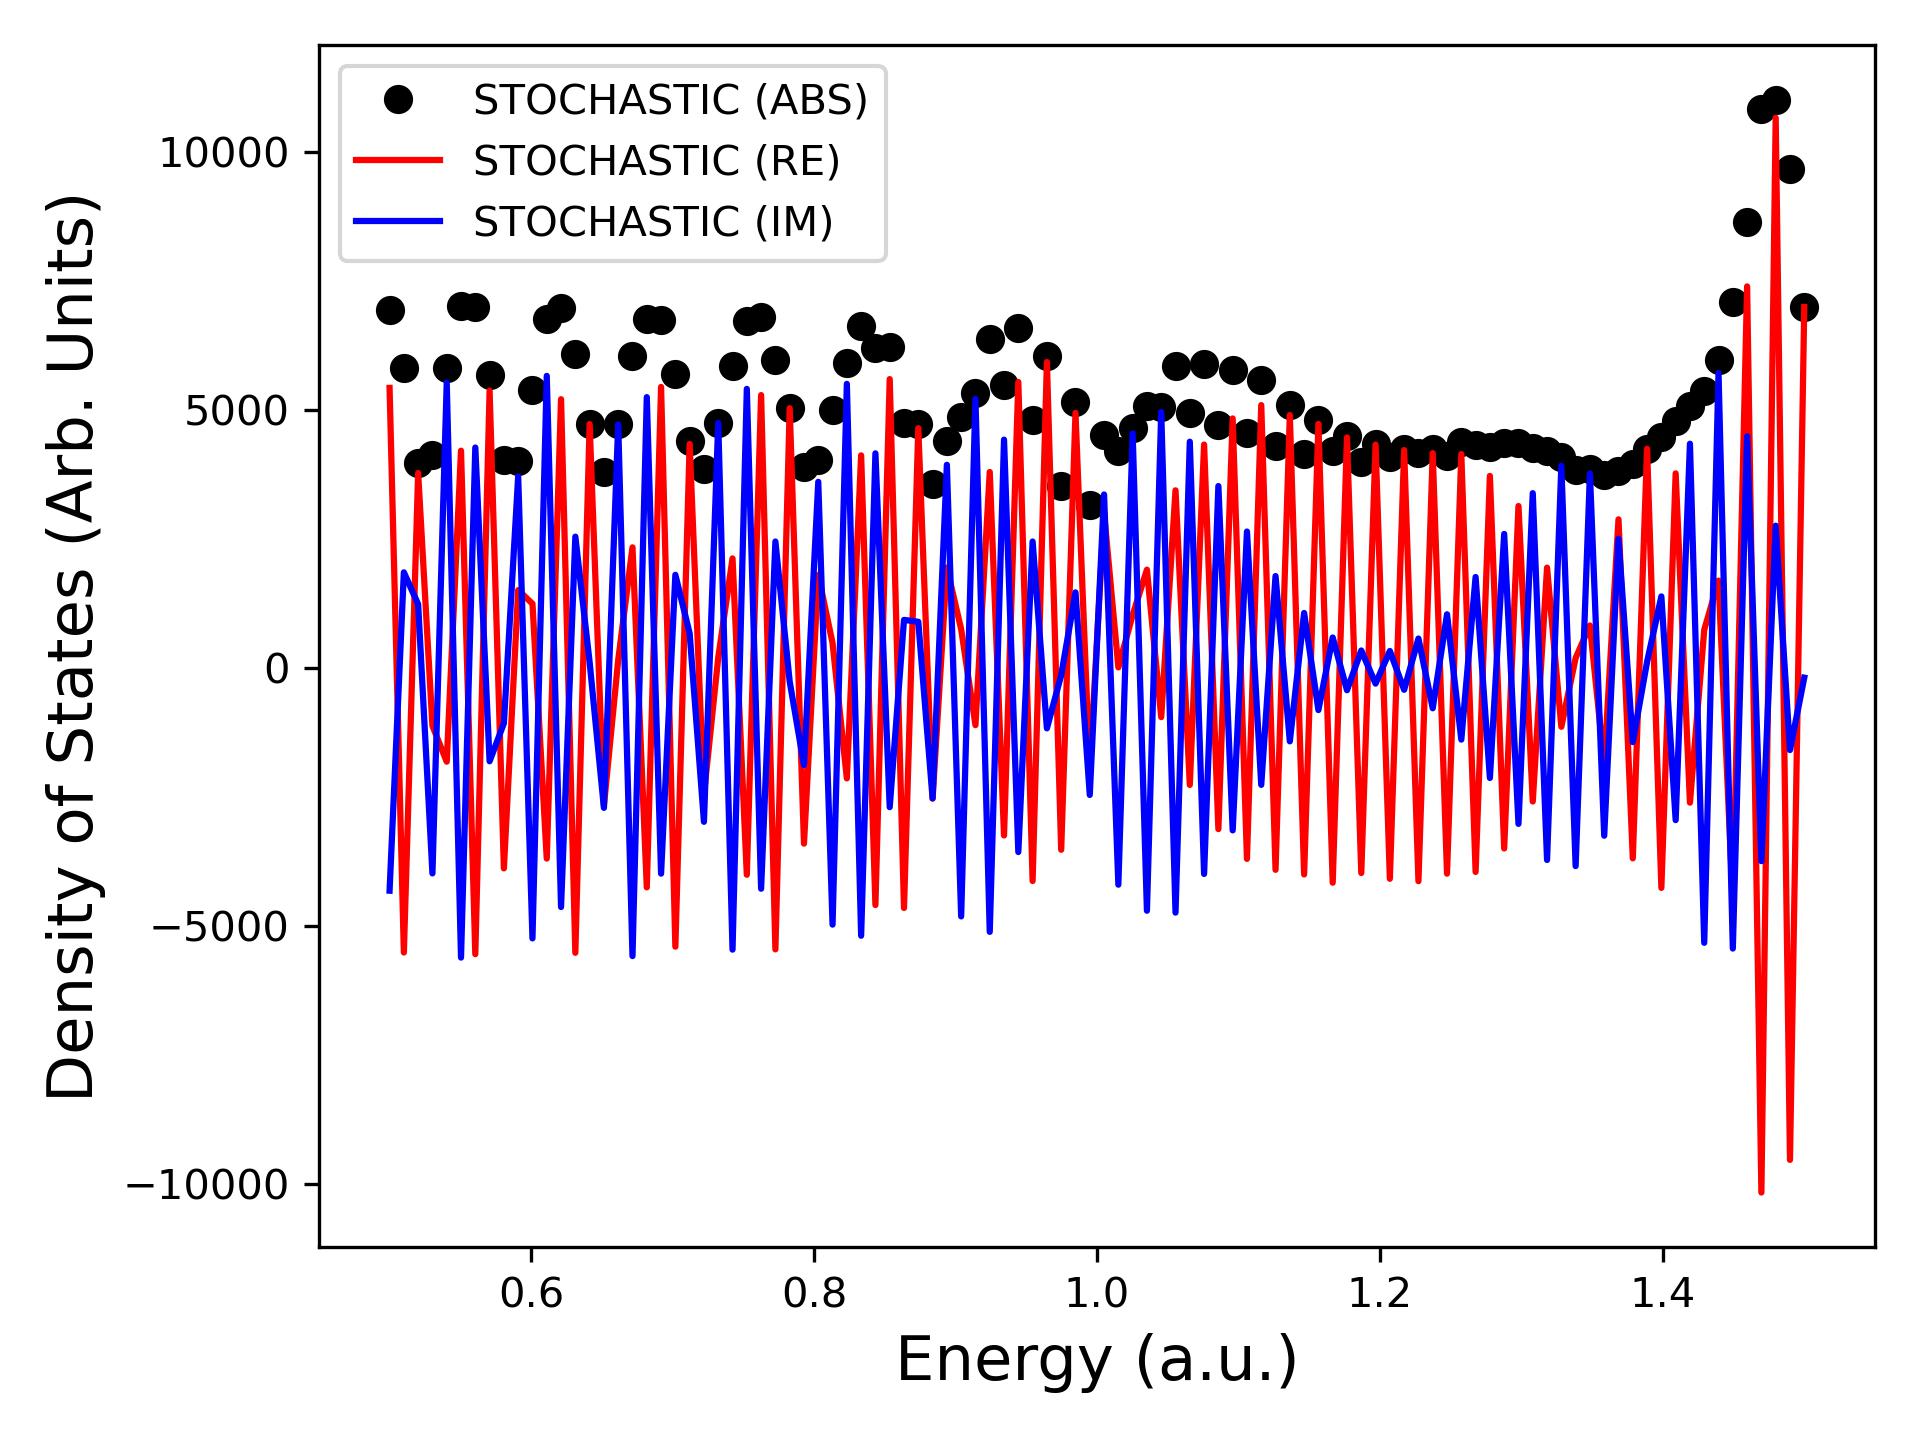 STOCHASTIC (ABS)
STOCHASTIC (RE)
STOCHASTIC (IM)
10000
5000
0
−5000
−10000
Density of States (Arb. Units)
0.6 0.8 1.0 1.2 1.4
Energy (a.u.)